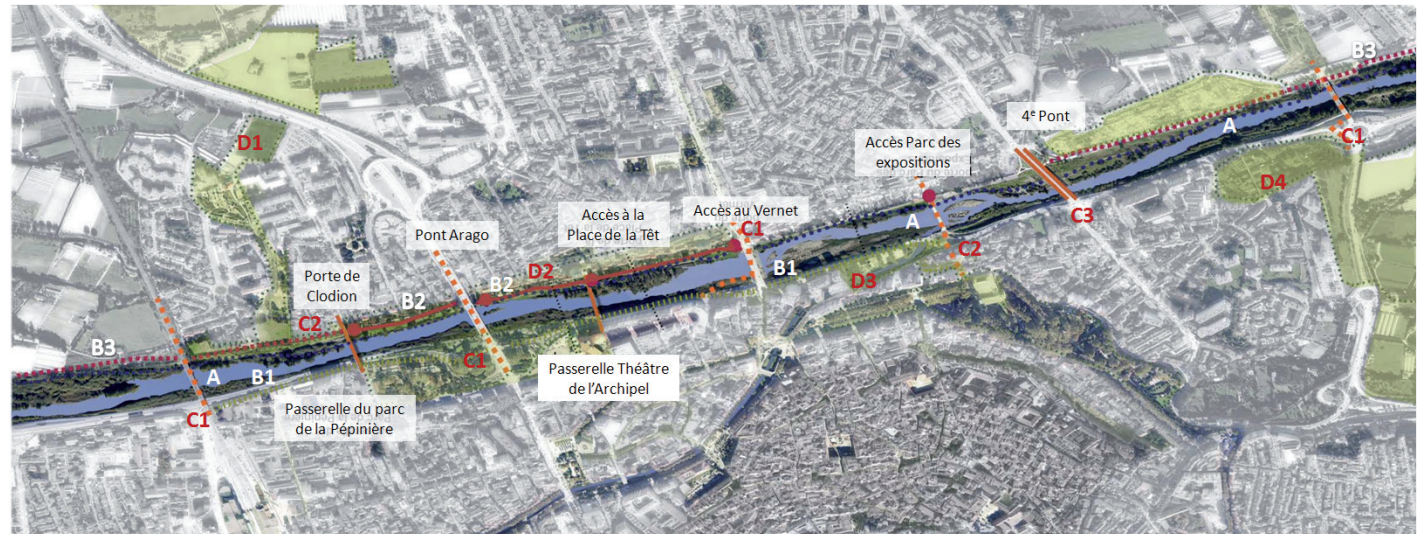 B3
4ᵉ Pont
A
Accès Parc des
expositions
C1
D1
D4
Accès à la
Place de la Têt
Accès au Vernet
C3
Pont Arago
C1
A
C2
Porte de
Clodion
D2
B1
D3
B2
B2
C2
B3
A
B1
C1
Passerelle Théâtre
de l'Archipel
C1
Passerelle du parc
de la Pépinière